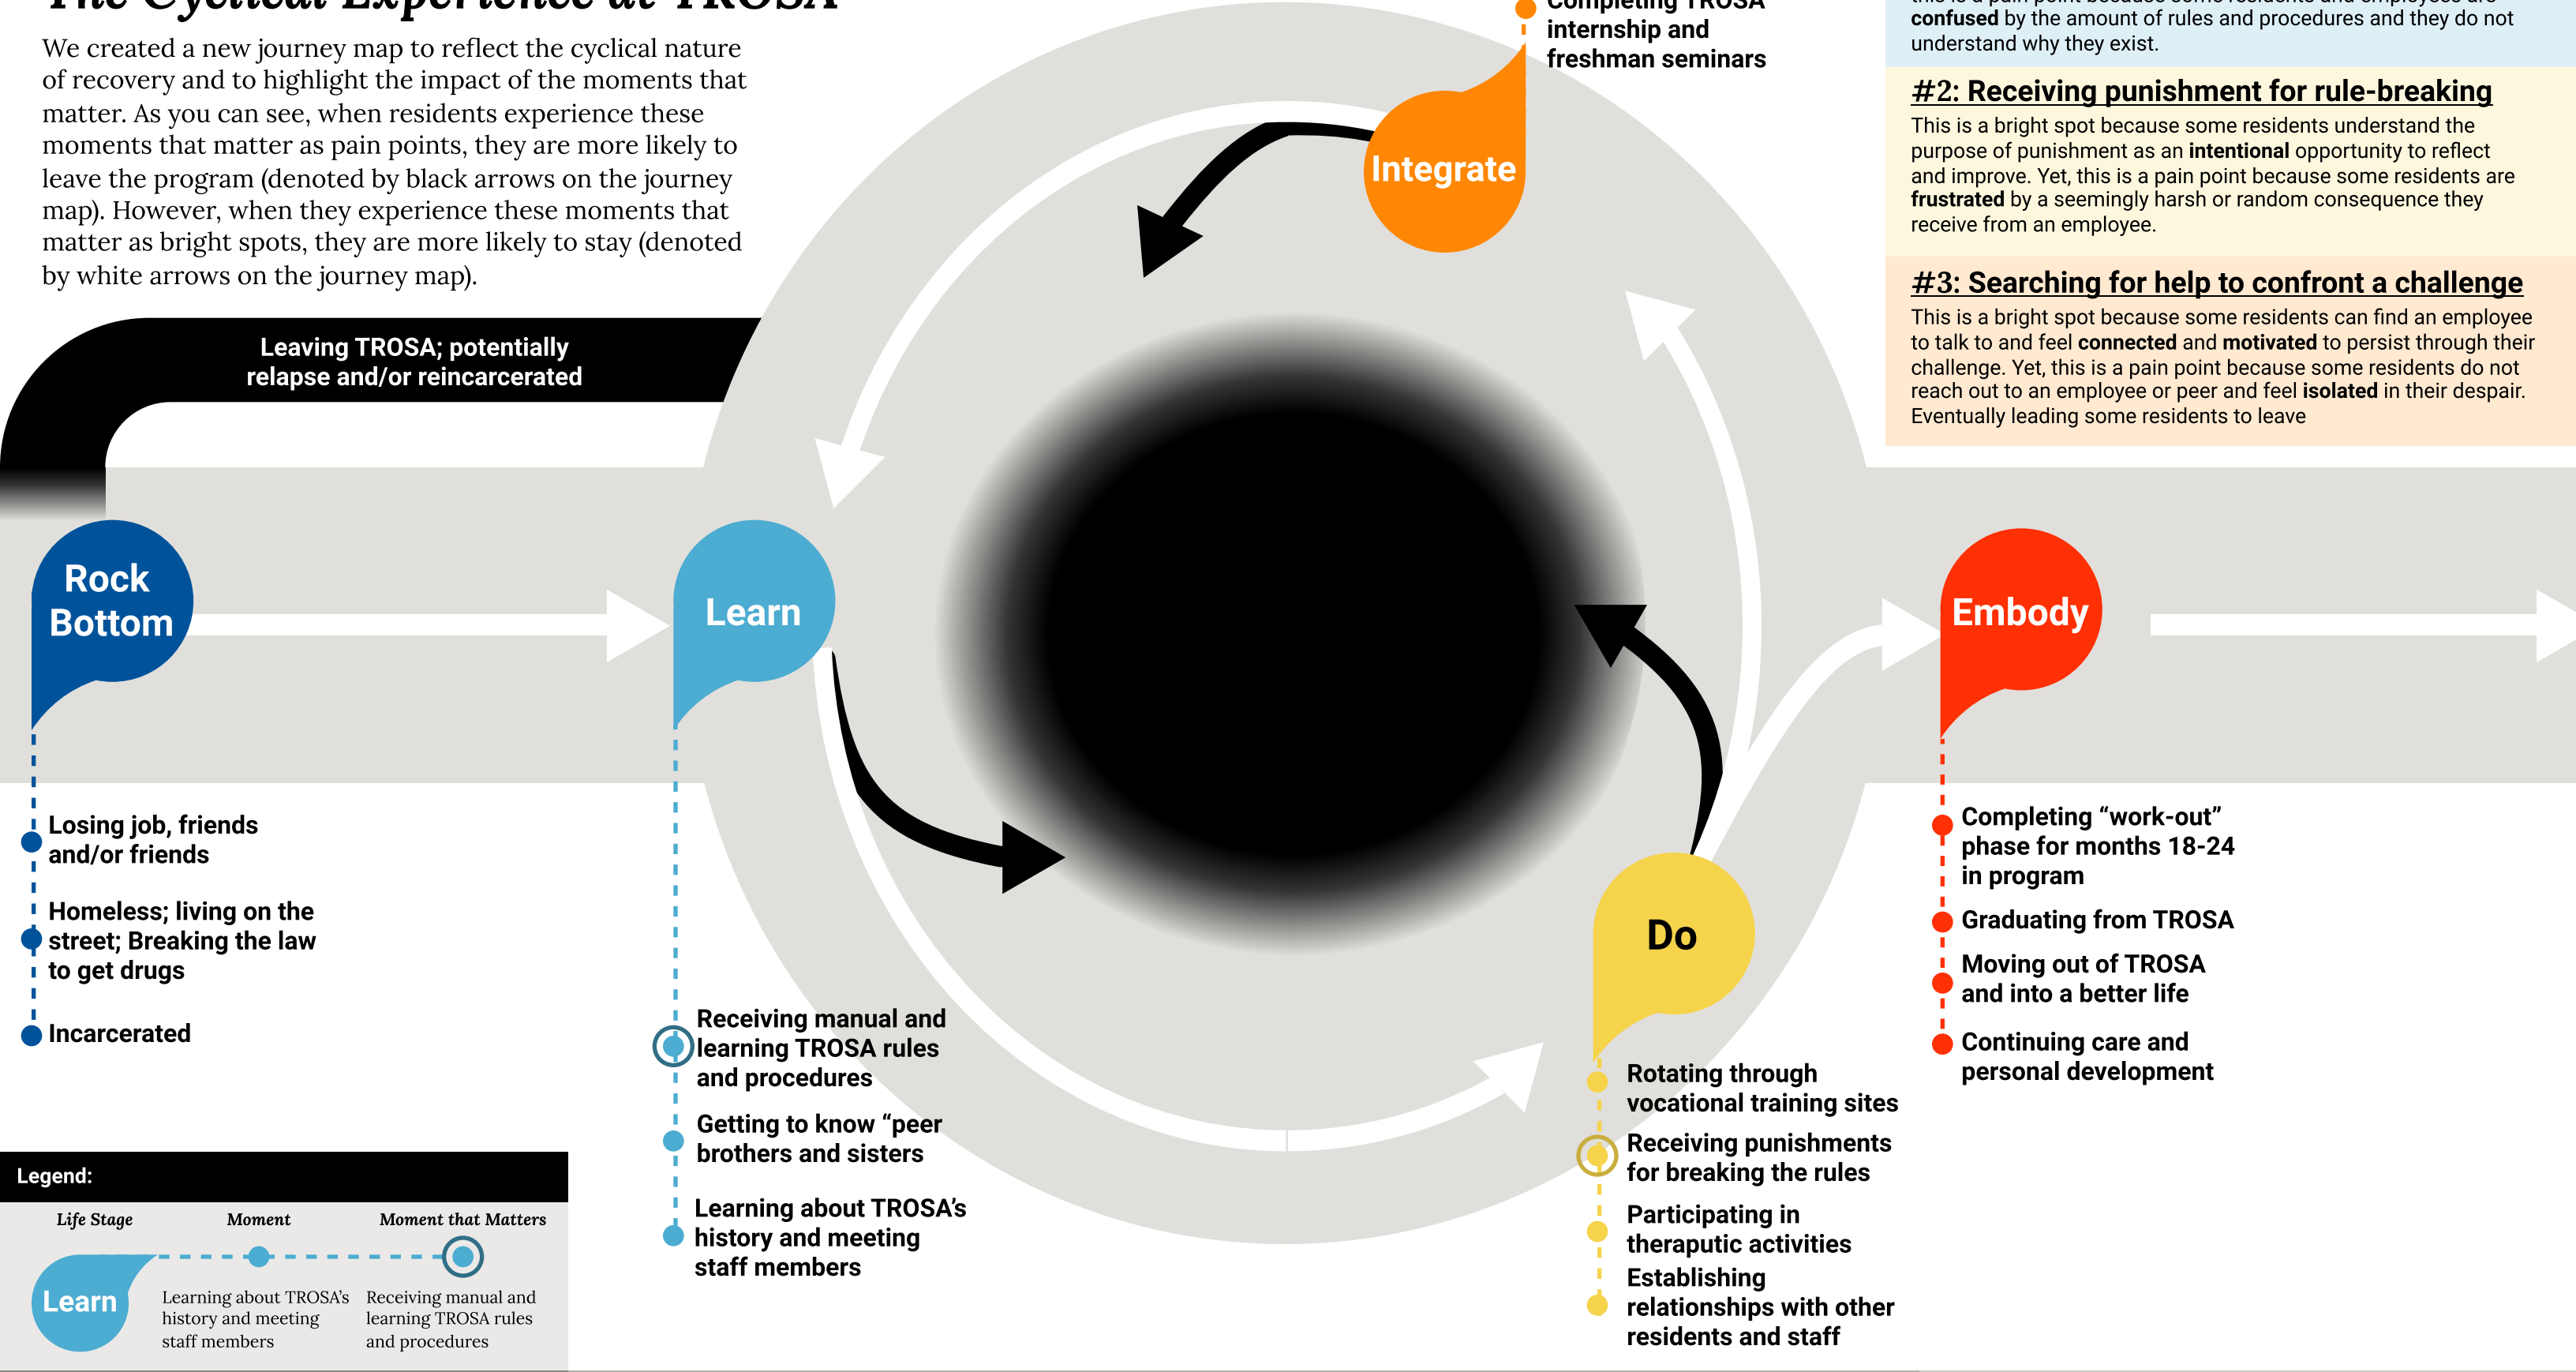 The Cyclical Experience at TROSA
We created a new journey map to reflect the cyclical nature
of recovery and to highlight the impact of the moments that
matter. As you can see, when residents experience these
moments that matter as pain points, they are more likely to
leave the program (denoted by black arrows on the journey
map). However, when they experience these moments that
matter as bright spots, they are more likely to stay (denoted
by white arrows on the journey map).
Completing TROSA
internship and
freshman seminars
this is a pain point because some residents and employees are
confused by the amount of rules and procedures and they do not
understand why they exist.
#2: Receiving punishment for rule-breaking
This is a bright spot because some residents understand the
purpose of punishment as an intentional opportunity to reflect
and improve. Yet, this is a pain point because some residents are
frustrated by a seemingly harsh or random consequence they
receive from an employee.
#3: Searching for help to confront a challenge
This is a bright spot because some residents can find an employee
to talk to and feel connected and motivated to persist through their
challenge. Yet, this is a pain point because some residents do not
reach out to an employee or peer and feel isolated in their despair.
Eventually leading some residents to leave
Integrate
Leaving TROSA; potentially
relapse and/or reincarcerated
Rock
Bottom
Learn
Embody
Do
Losing job, friends
and/or friends
Homeless; living on the
street; Breaking the law
to get drugs
Incarcerated
Receiving manual and
learning TROSA rules
and procedures
Getting to know “peer
brothers and sisters
Learning about TROSA’s
history and meeting
staff members
Rotating through
vocational training sites
Receiving punishments
for breaking the rules
Participating in
theraputic activities
Establishing
relationships with other
residents and staff
Completing “work-out”
phase for months 18-24
in program
Graduating from TROSA
Moving out of TROSA
and into a better life
Continuing care and
personal development
Legend:
Life Stage
Moment
Moment that Matters
Learn
Learning about TROSA’s
history and meeting
staff members
Receiving manual and
learning TROSA rules
and procedures